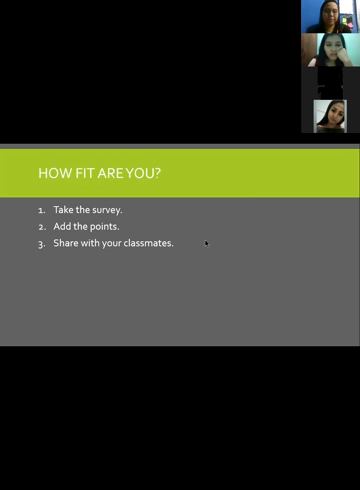 HOW FIT ARE YOU?
1. Take the survey.
2. Add the points.
3. Share with your classmates.